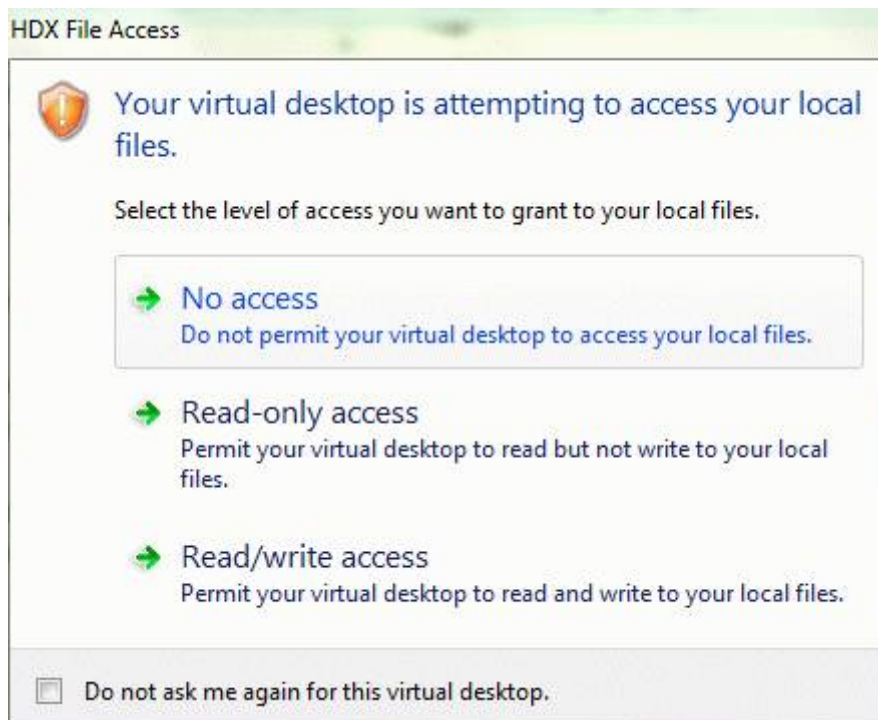 HDX File Access
Your virtual desktop is attempting to access your local
files.
Select the level of access you want to grant to your local files.
No access
Do not permit your virtual desktop to access your local files.
Read-only access
Permit your virtual desktop to read but not write to your local
files.
Read/write access
Permit your virtual desktop to read and write to your local files.
Do not ask me again for this virtual desktop.